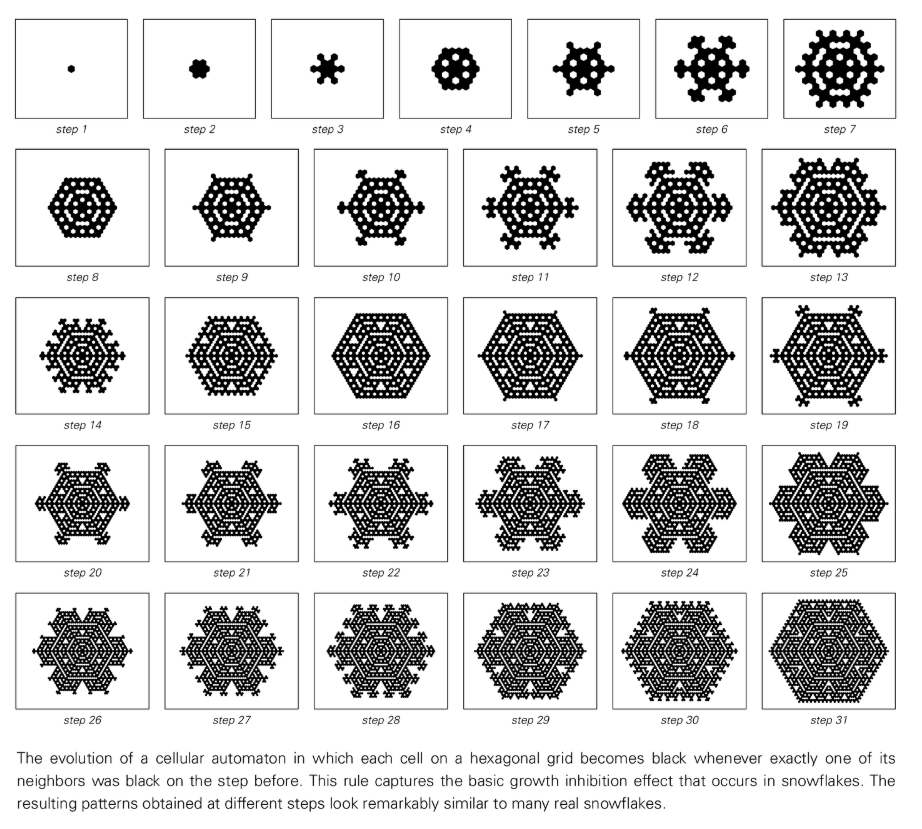 step 1 step 2 step 3 step 4 step 5 step 6 step 7
step 8 step 9 step 10 step 11 step 12 step 13
step 14 step 15 step 16 step 17 step 18 step 19
step 20 step 21 step 22 step 23 step 24 step 25
step 26 step 27 step 28 step 29 step 30 step 31
The evolution of a cellular automaton in which each cell on a hexagonal grid becomes black whenever exactly one of its
neighbors was black on the step before. This rule captures the basic growth inhibition effect that occurs in snowflakes. The
resulting patterns obtained at different steps look remarkably similar to many real snowflakes.